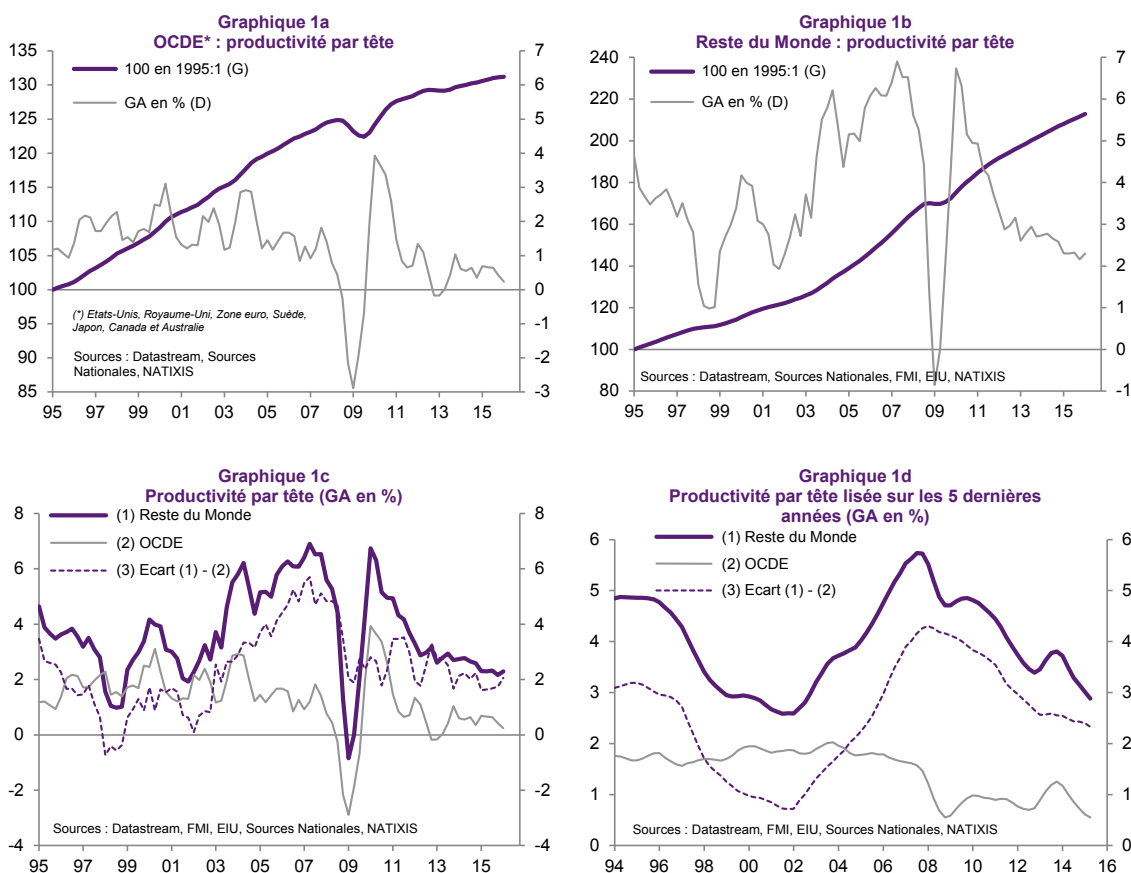 Graphique 1a
OCDE* : productivité par tête
135
130
125
120
115
110
105
100
95
90
85
7
6
5
4
3
2
1
0
-1
-2
-3
100 en 1995:1 (G)
GA en % (D)
(*) Etats-Unis, Royaume-Uni, Zone euro, Suède,
Japon, Canada et Australie
Sources : Datastream, Sources
Nationales, NATIXIS
95 97 99 01 03 05 07 09 11 13 15
Graphique 1b
Reste du Monde : productivité par tête
240
220
200
180
160
140
120
100
80
7
6
5
4
3
2
1
0
-1
100 en 1995:1 (G)
GA en % (D)
Sources : Datastream, Sources Nationales, FMI, EIU, NATIXIS
95 97 99 01 03 05 07 09 11 13 15
Graphique 1c
Productivité par tête (GA en %)
8
6
4
2
0
-2
-4
8
6
4
2
0
-2
-4
(1) Reste du Monde
(2) OCDE
(3) Ecart (1) - (2)
Sources : Datastream, FMI, EIU, Sources Nationales, NATIXIS
95 97 99 01 03 05 07 09 11 13 15
Graphique 1d
Productivité par tête lisée sur les 5 dernières
années (GA en %)
6
5
4
3
2
1
0
6
5
4
3
2
1
0
(1) Reste du Monde
(2) OCDE
(3) Ecart (1) - (2)
Sources : Datastream, FMI, EIU, Sources Nationales, NATIXIS
94 96 98 00 02 04 06 08 10 12 14 16